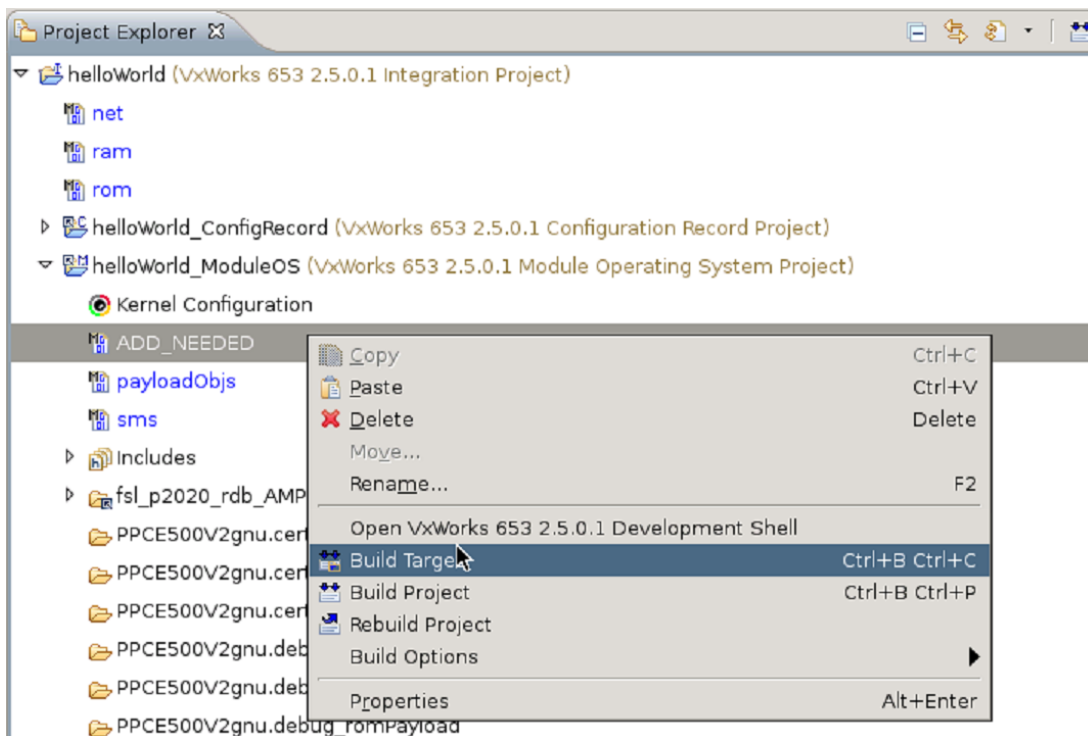 Project Explorer
helloWorld (VxWorks 653 2.5.0.1 Integration Project)
net
ram
rom
helloWorld_ConfigRecord (VxWorks 653 2.5.0.1 Configuration Record Project)
helloWorld_ModuleOS (VxWorks 653 2.5.0.1 Module Operating System Project)
Kernel Configuration
ADD_NEEDED
payloadObjs
sms
Includes
fsl_p2020_rdb_AMP
PPCE500V2gnu.cert
PPCE500V2gnu.cert
PPCE500V2gnu.cert
PPCE500V2gnu.deb
PPCE500V2gnu.deb
PPCE500V2gnu.debug_romPayload
Copy Ctrl+C
Paste Ctrl+V
Delete Delete
Move...
Rename... F2
Open VxWorks 653 2.5.0.1 Development Shell
Build Target Ctrl+B Ctrl+C
Build Project Ctrl+B Ctrl+P
Rebuild Project
Build Options
Properties Alt+Enter